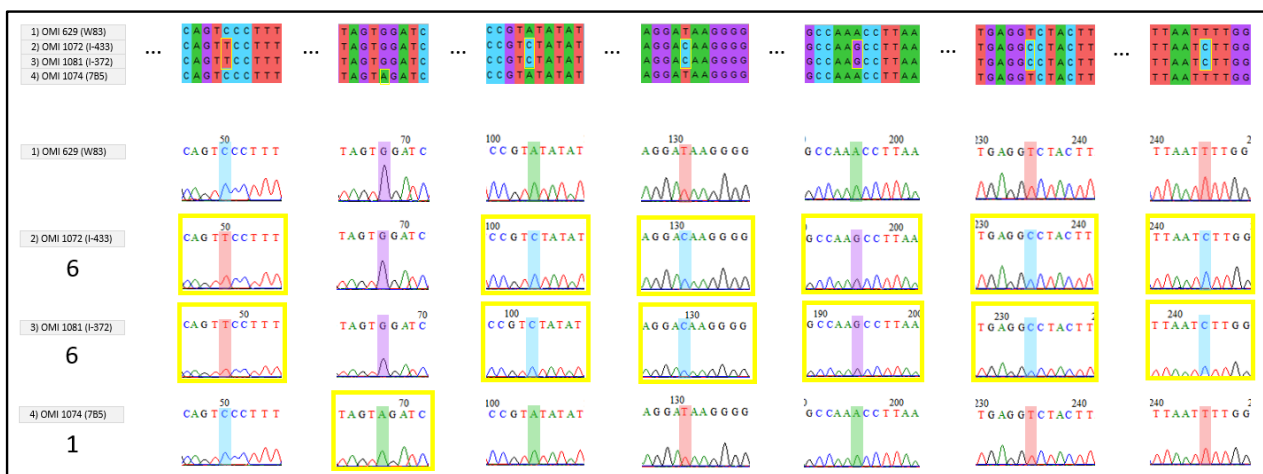 1) OMI 629 (W83) CAGTCCCTTT TAGTGGATC CCGTATATAT AGGATAAGGGG GCCAAACCTTAA TGAGGTCTACTT TTAATTTTGG
2) OMI 1072 (I-433) CAGTTCCTTT TAGTGGATC CCGTCTATAT AGGACAAGGGG GCCAAGCCTTAA TGAGGCCTACTT TTAATCTTGG
... ... ... ... ... ... ...
3) OMI 1081 (I-372) CAGTTCCTTT TAGTGGATC CCGTCTATAT AGGACAAGGGG GCCAAGCCTTAA TGAGGCCTACTT TTAATCTTGG
4) OMI 1074 (7B5) CAGTCCCTTT TAGTAGATC CCGTATATAT AGGATAAGGGG GCCAAACCTTAA TGAGGTCTACTT TTAATTTTGG
50 70 100 130 200 230 240 240
1) OMI 629 (W83) CAGTCCCTTT TAGTGGATC CCGTATATAT AGGATAAGGGG GCCAAACCTTAA TGAGGTCTACTT TTAATTTTGG
50 70 100 130 200 230 240 240
2) OMI 1072 (I-433) CAGTTCCTTT TAGTGGATC CCGTCTATAT AGGACAAGGGG GCCAAGCCTTAA TGAGGCCTACTT TTAATCTTGG
6
50 70 100 130 190 200 230 240
3) OMI 1081 (I-372) CAGTTCCTTT TAGTGGATC CCGTCTATAT AGGACAAGGGG GCCAAGCCTTAA TGAGGCCTACTT TTAATCTTGG
6
50 70 100 130 200 230 240 240
4) OMI 1074 (7B5) CAGTCCCTTT TAGTAGATC CCGTATATAT AGGATAAGGGG GCCAAACCTTAA TGAGGTCTACTT TTAATTTTGG
1